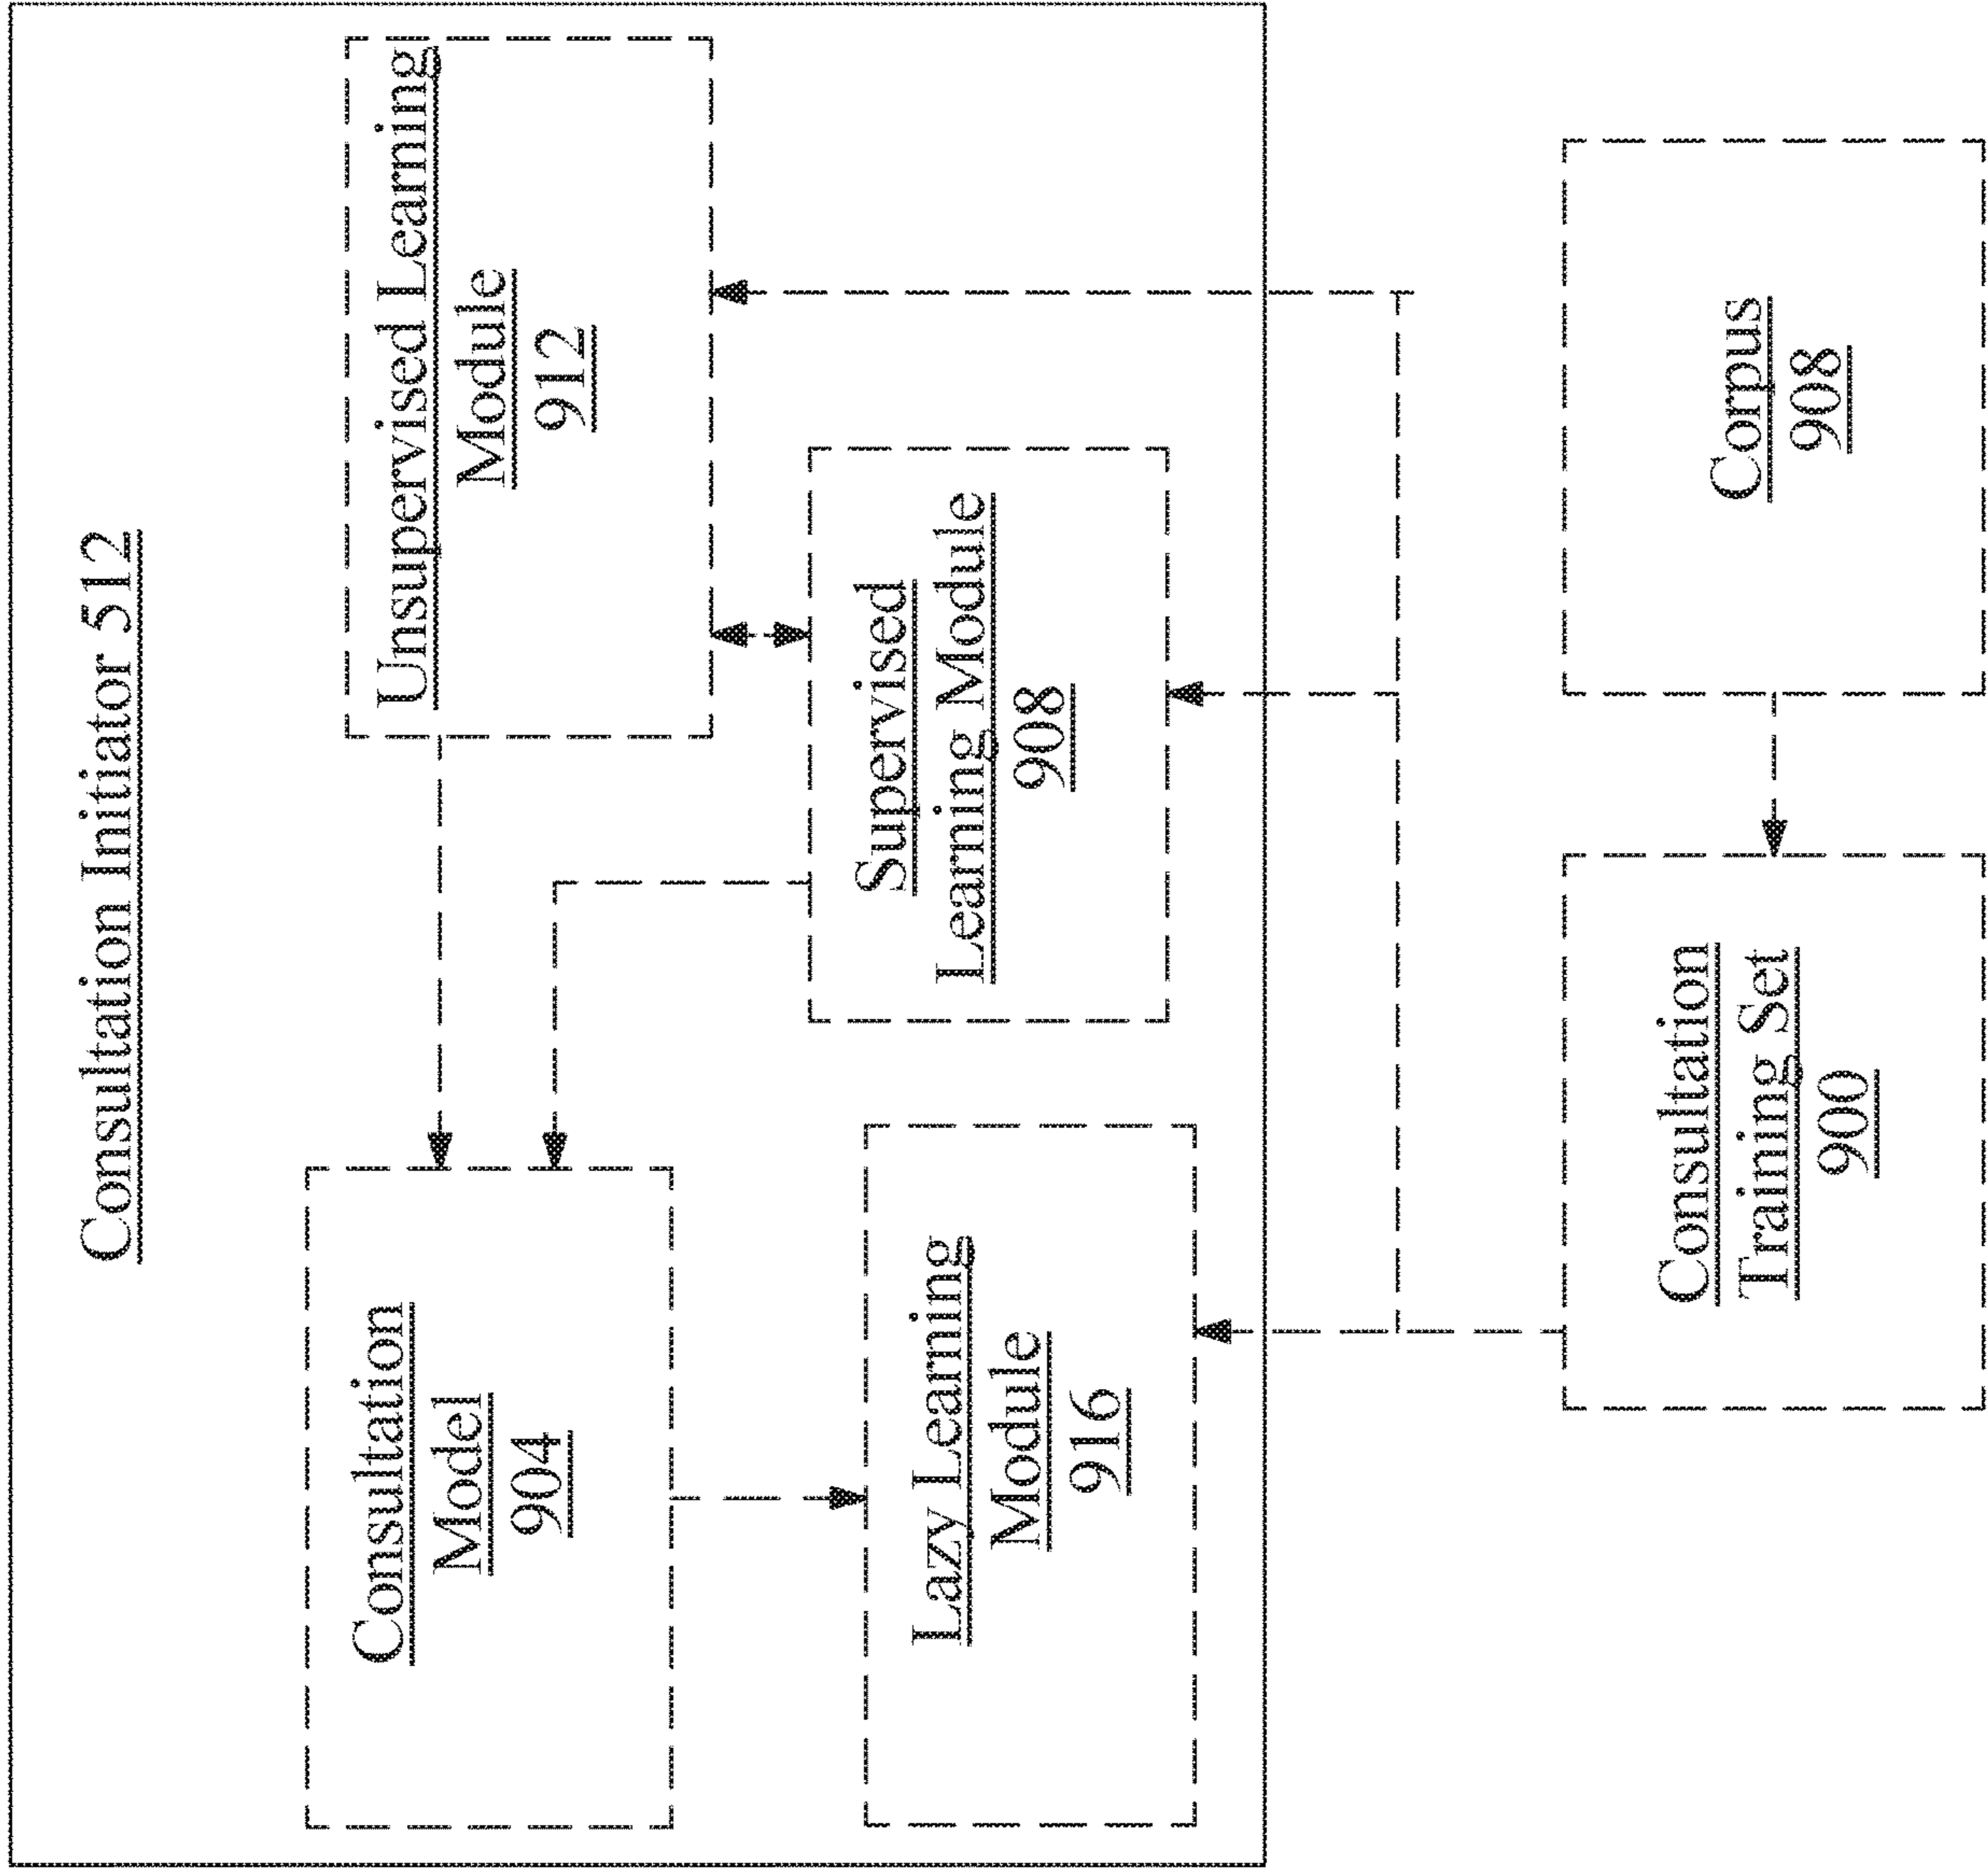 Consultation Initiator 512
Consultation
Model
904
Unsupervised Learning
Module
912
Lazy Learning
Module
916
Supervised
Learning Module
908
Consultation
Training Set
900
Corpus
908